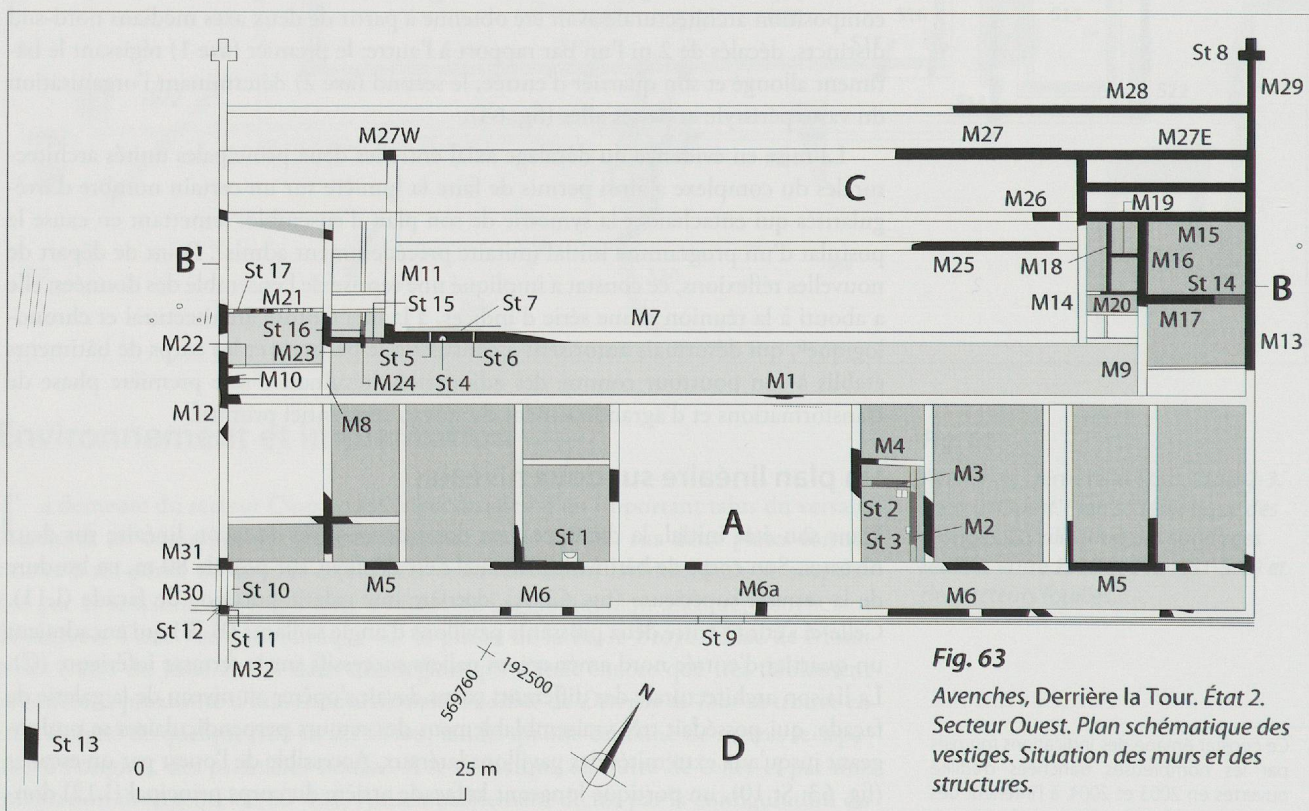 St 8
M29
M28
M27W
M27
M27E
C
M26
M19
B'
St 17
M11
M15
M16
M25
M18
St 14
B
M21
St 15
St 7
M14
M20
M7
St 16
M17
M22
M23
St 5
St 6
M13
M10
M24
St 4
M1
M9
M12
M8
M4
M3
St 2
A
M2
St 3
St 1
M31
M5
M5
M30
St 10
M6
M6a
M6
St 12
St 11
St 9
M32
192500
569760
N
St 13
D
0
25 m
Fig. 63
Avenches, Derrière la Tour. État 2.
Secteur Ouest. Plan schématique des
vestiges. Situation des murs et des
structures.